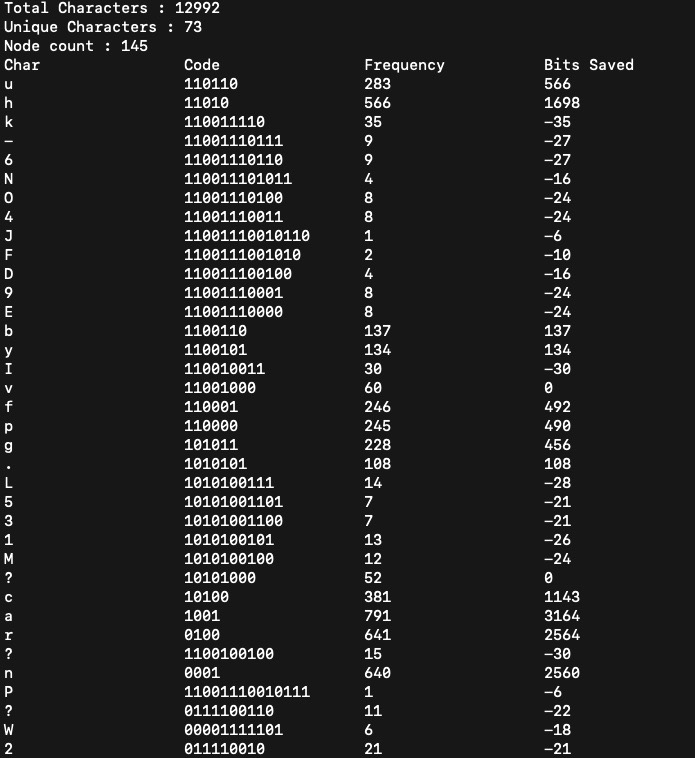 Total Characters : 12992
Unique Characters : 73
Node count : 145
Char Code Frequency Bits Saved
u 110110 283 566
h 11010 566 1698
k 110011110 35 -35
- 11001110111 9 -27
6 11001110110 9 -27
N 110011101011 4 -16
O 11001110100 8 -24
4 11001110011 8 -24
J 11001110010110 1 -6
F 1100111001010 2 -10
D 110011100100 4 -16
9 11001110001 8 -24
E 11001110000 8 -24
b 1100110 137 137
y 1100101 134 134
I 110010011 30 -30
v 11001000 60 0
f 110001 246 492
p 110000 245 490
g 101011 228 456
. 1010101 108 108
L 1010100111 14 -28
5 10101001101 7 -21
3 10101001100 7 -21
1 1010100101 13 -26
M 1010100100 12 -24
? 10101000 52 0
c 10100 381 1143
a 1001 791 3164
r 0100 641 2564
? 1100100100 15 -30
n 0001 640 2560
P 11001110010111 1 -6
? 0111100110 11 -22
W 00001111101 6 -18
2 011110010 21 -21